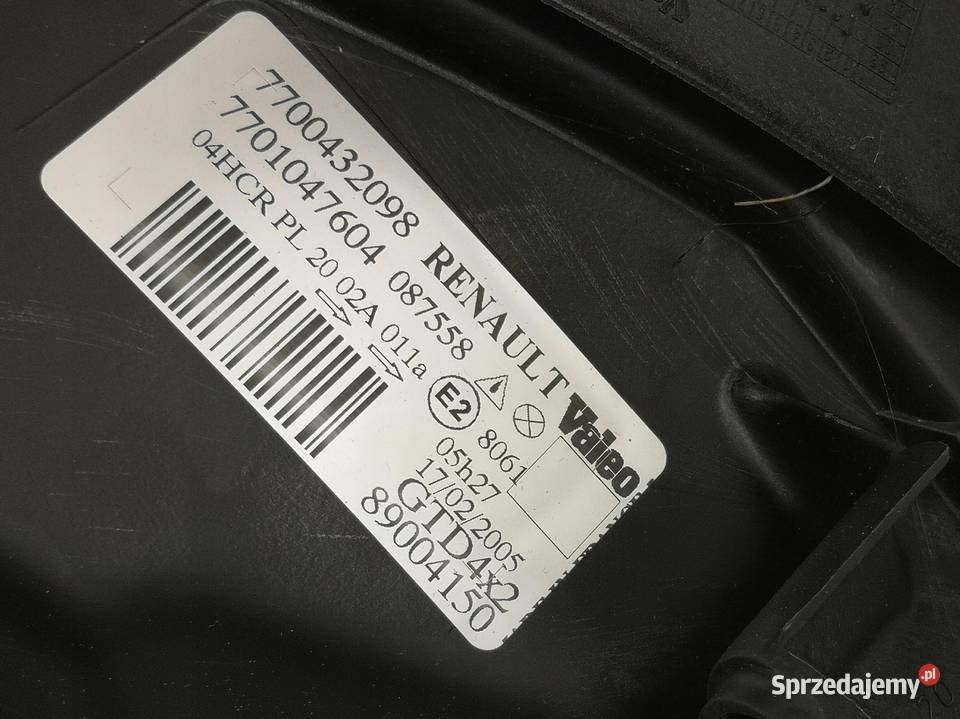 7700432098 RENAULT Valeo
7701047604 087558
04HCR PL 20 02A 011a
E2 8061
05h27
17/02/2005
GTD4x2
89004150
Sprzedajemy.pl